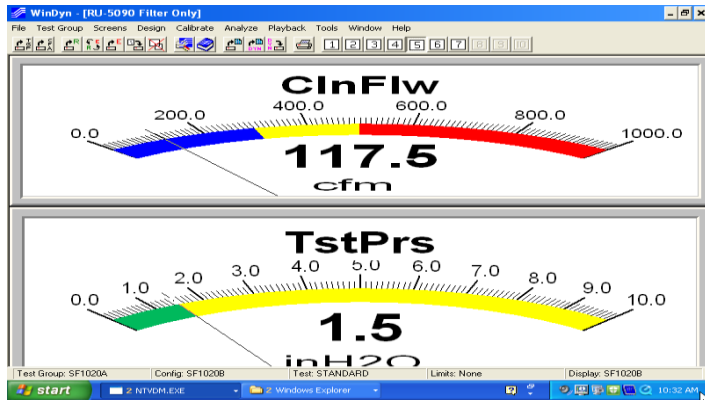 WinDyn - [RU-5090 Filter Only]
File Test Group Screens Design Calibrate Analyze Playback Tools Window Help
1 2 3 4 5 6 7 8 9 10
ClnFlw
0.0 200.0 400.0 600.0 800.0 1000.0
117.5
cfm
TstPrs
0.0 1.0 2.0 3.0 4.0 5.0 6.0 7.0 8.0 9.0 10.0
1.5
inH2O
Test Group: SF1020A Config: SF1020B Test: STANDARD Limits: None Display: SF1020B
start 2 NTVDM.EXE 2 Windows Explorer 10:32 AM